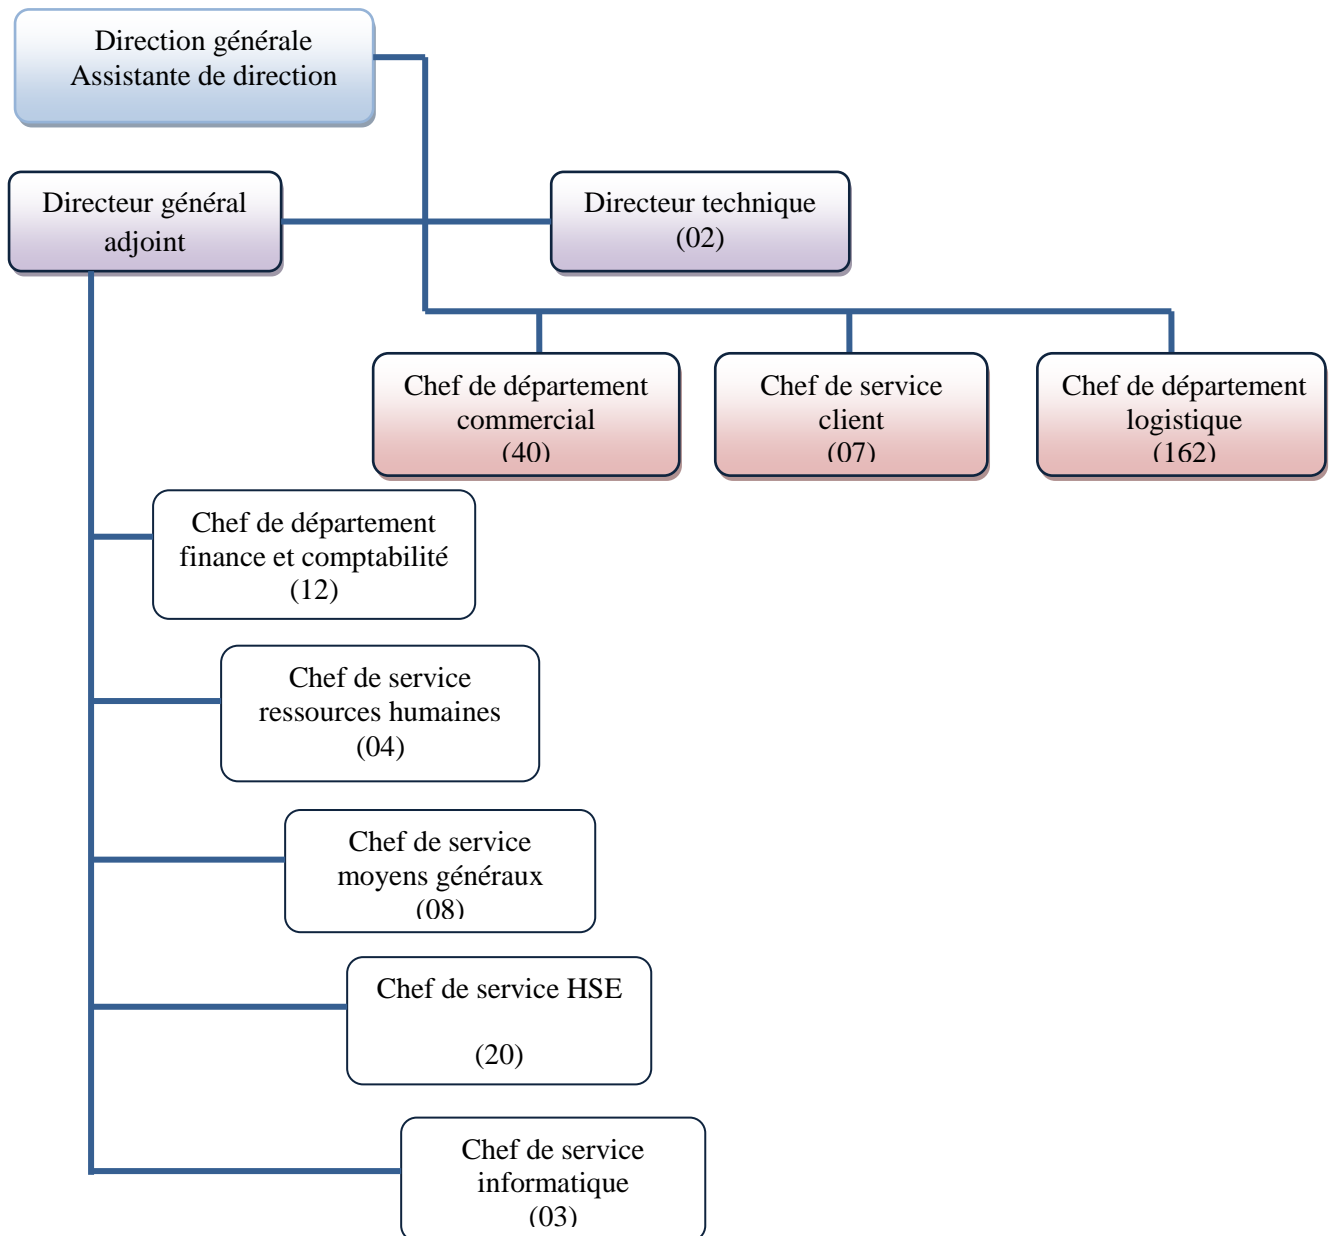 Direction générale
Assistante de direction
Directeur général
adjoint
Directeur technique
(02)
Chef de département
commercial
(40)
Chef de service
client
(07)
Chef de département
logistique
(162)
Chef de département
finance et comptabilité
(12)
Chef de service
ressources humaines
(04)
Chef de service
moyens généraux
(08)
Chef de service HSE
(20)
Chef de service
informatique
(03)